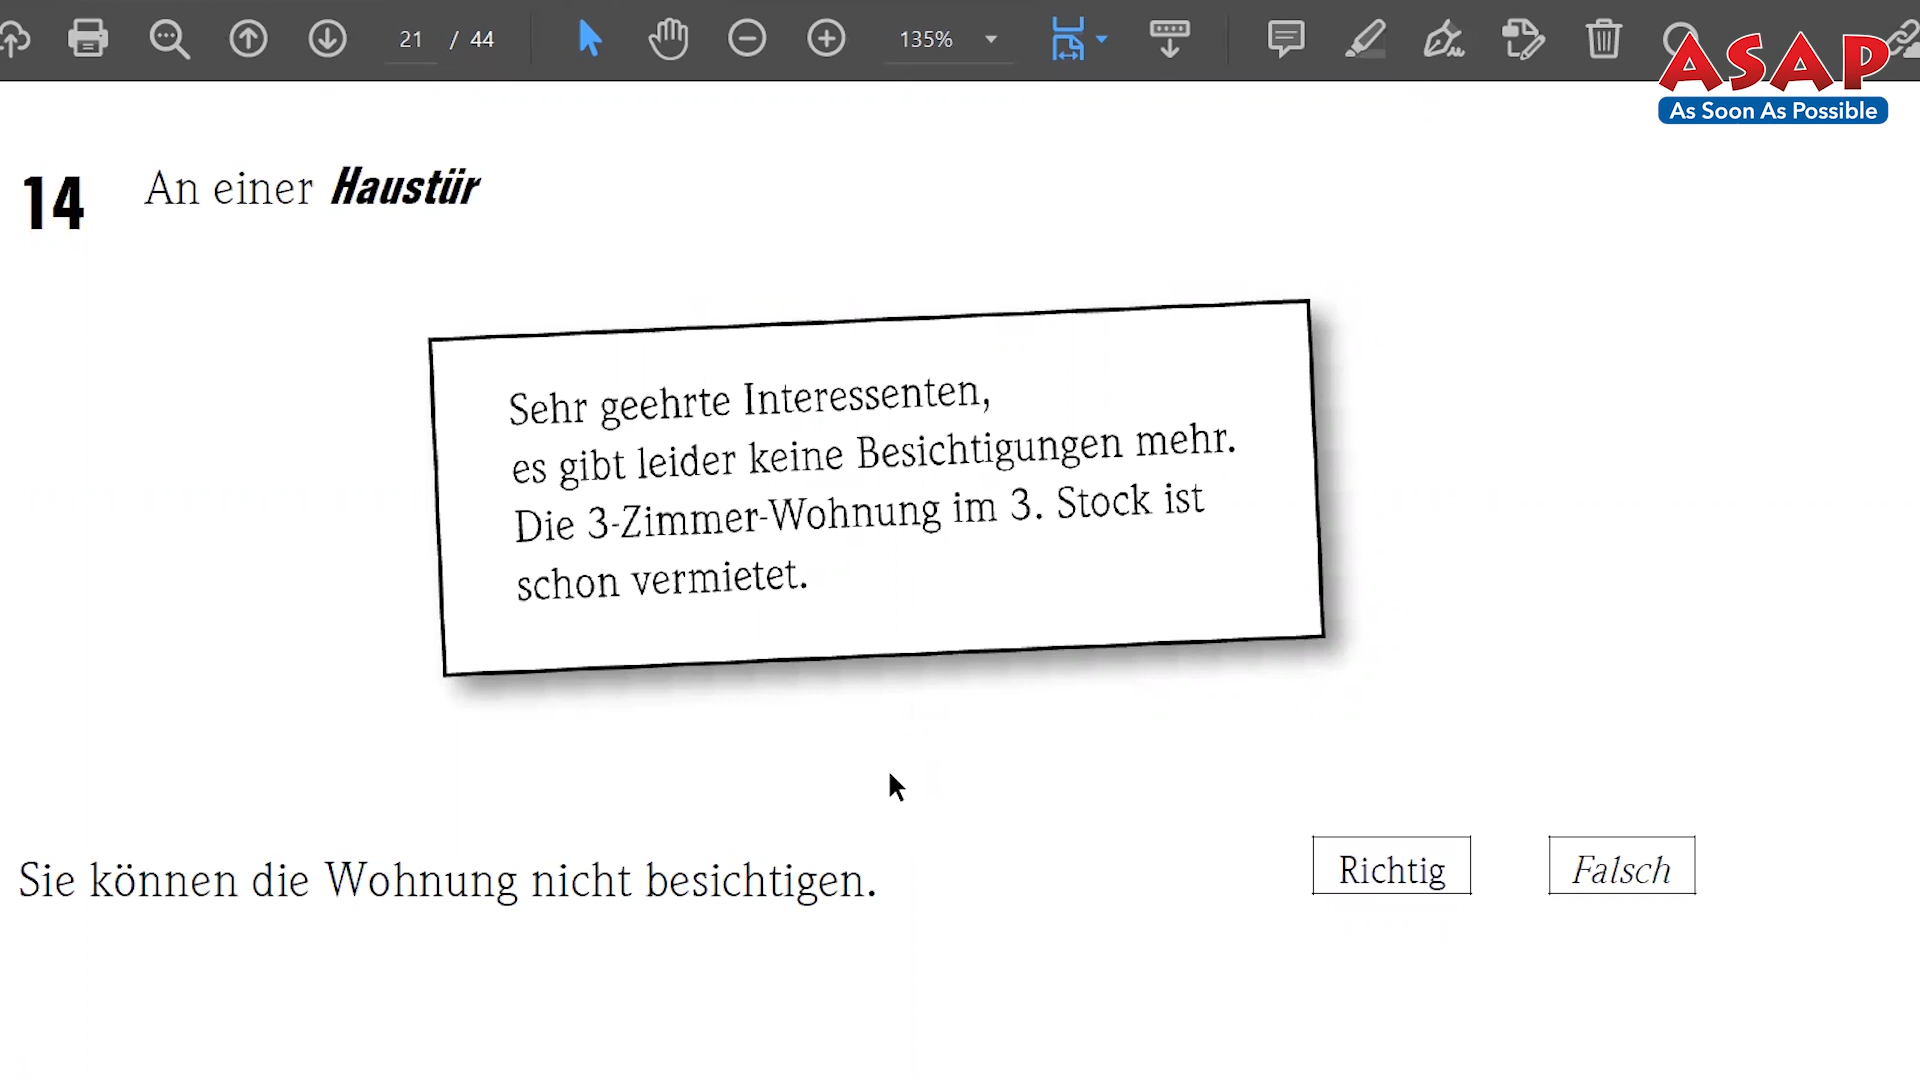 21 / 44
135%
ASAP
As Soon As Possible
14 An einer Haustür
Sehr geehrte Interessenten,
es gibt leider keine Besichtigungen mehr.
Die 3-Zimmer-Wohnung im 3. Stock ist
schon vermietet.
Sie können die Wohnung nicht besichtigen.
Richtig Falsch